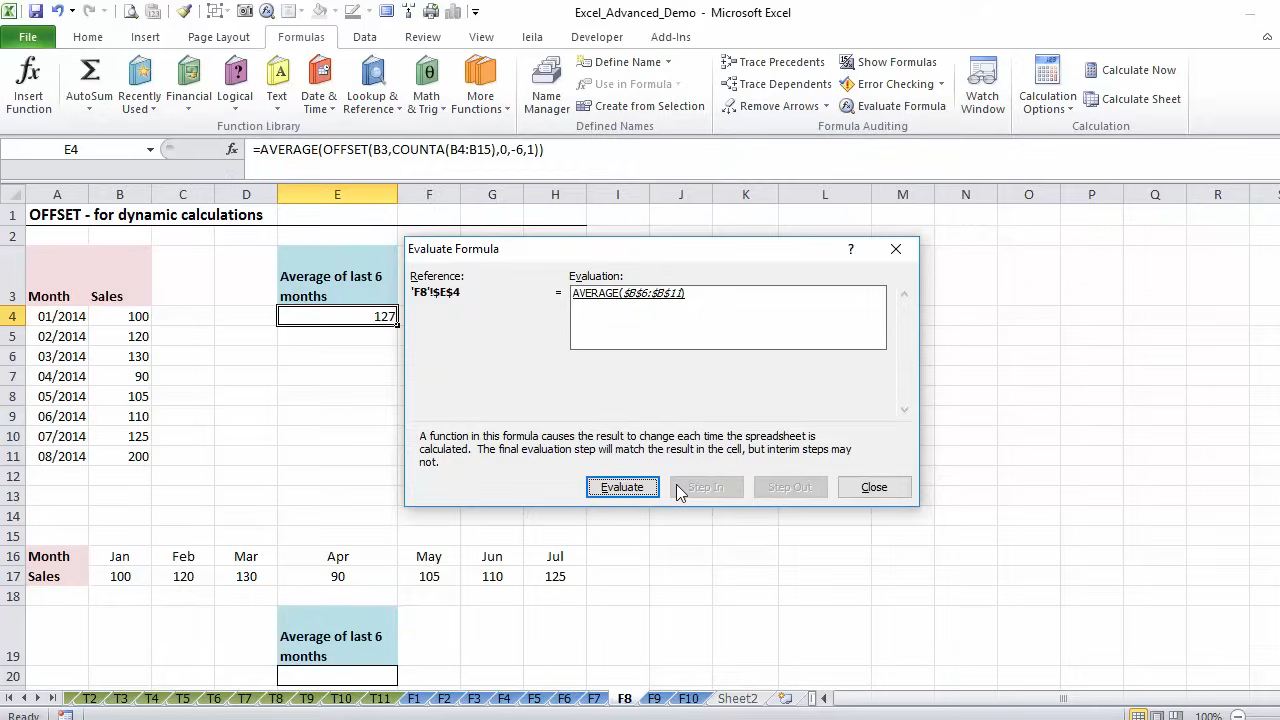 Excel_Advanced_Demo - Microsoft Excel
File Home Insert Page Layout Formulas Data Review View leila Developer Add-Ins
fx Σ A θ
Insert Function
AutoSum
Recently Used
Financial
Logical
Text
Date & Time
Lookup & Reference
Math & Trig
More Functions
Function Library
Name Manager
Define Name
Use in Formula
Create from Selection
Defined Names
Trace Precedents
Trace Dependents
Remove Arrows
Show Formulas
Error Checking
Evaluate Formula
Formula Auditing
Watch Window
Calculation Options
Calculate Now
Calculate Sheet
Calculation
E4 fx =AVERAGE(OFFSET(B3,COUNTA(B4:B15),0,-6,1))
A B C D E F G H I J K L M N O P Q R S
1 OFFSET - for dynamic calculations
2
3 Month Sales Average of last 6 months
4 01/2014 100 127
5 02/2014 120
6 03/2014 130
7 04/2014 90
8 05/2014 105
9 06/2014 110
10 07/2014 125
11 08/2014 200
12
13
14
15
16 Month Jan Feb Mar Apr May Jun Jul
17 Sales 100 120 130 90 105 110 125
18
19 Average of last 6 months
20
Evaluate Formula ?
Reference: Evaluation:
'F8'!$E$4 = AVERAGE($B$6:$B$11)
A function in this formula causes the result to change each time the spreadsheet is
calculated. The final evaluation step will match the result in the cell, but interim steps may
not.
Evaluate Step In Step Out Close
T2 T3 T4 T5 T6 T7 T8 T9 T10 T11 F1 F2 F3 F4 F5 F6 F7 F8 F9 F10 Sheet2
Ready 100%